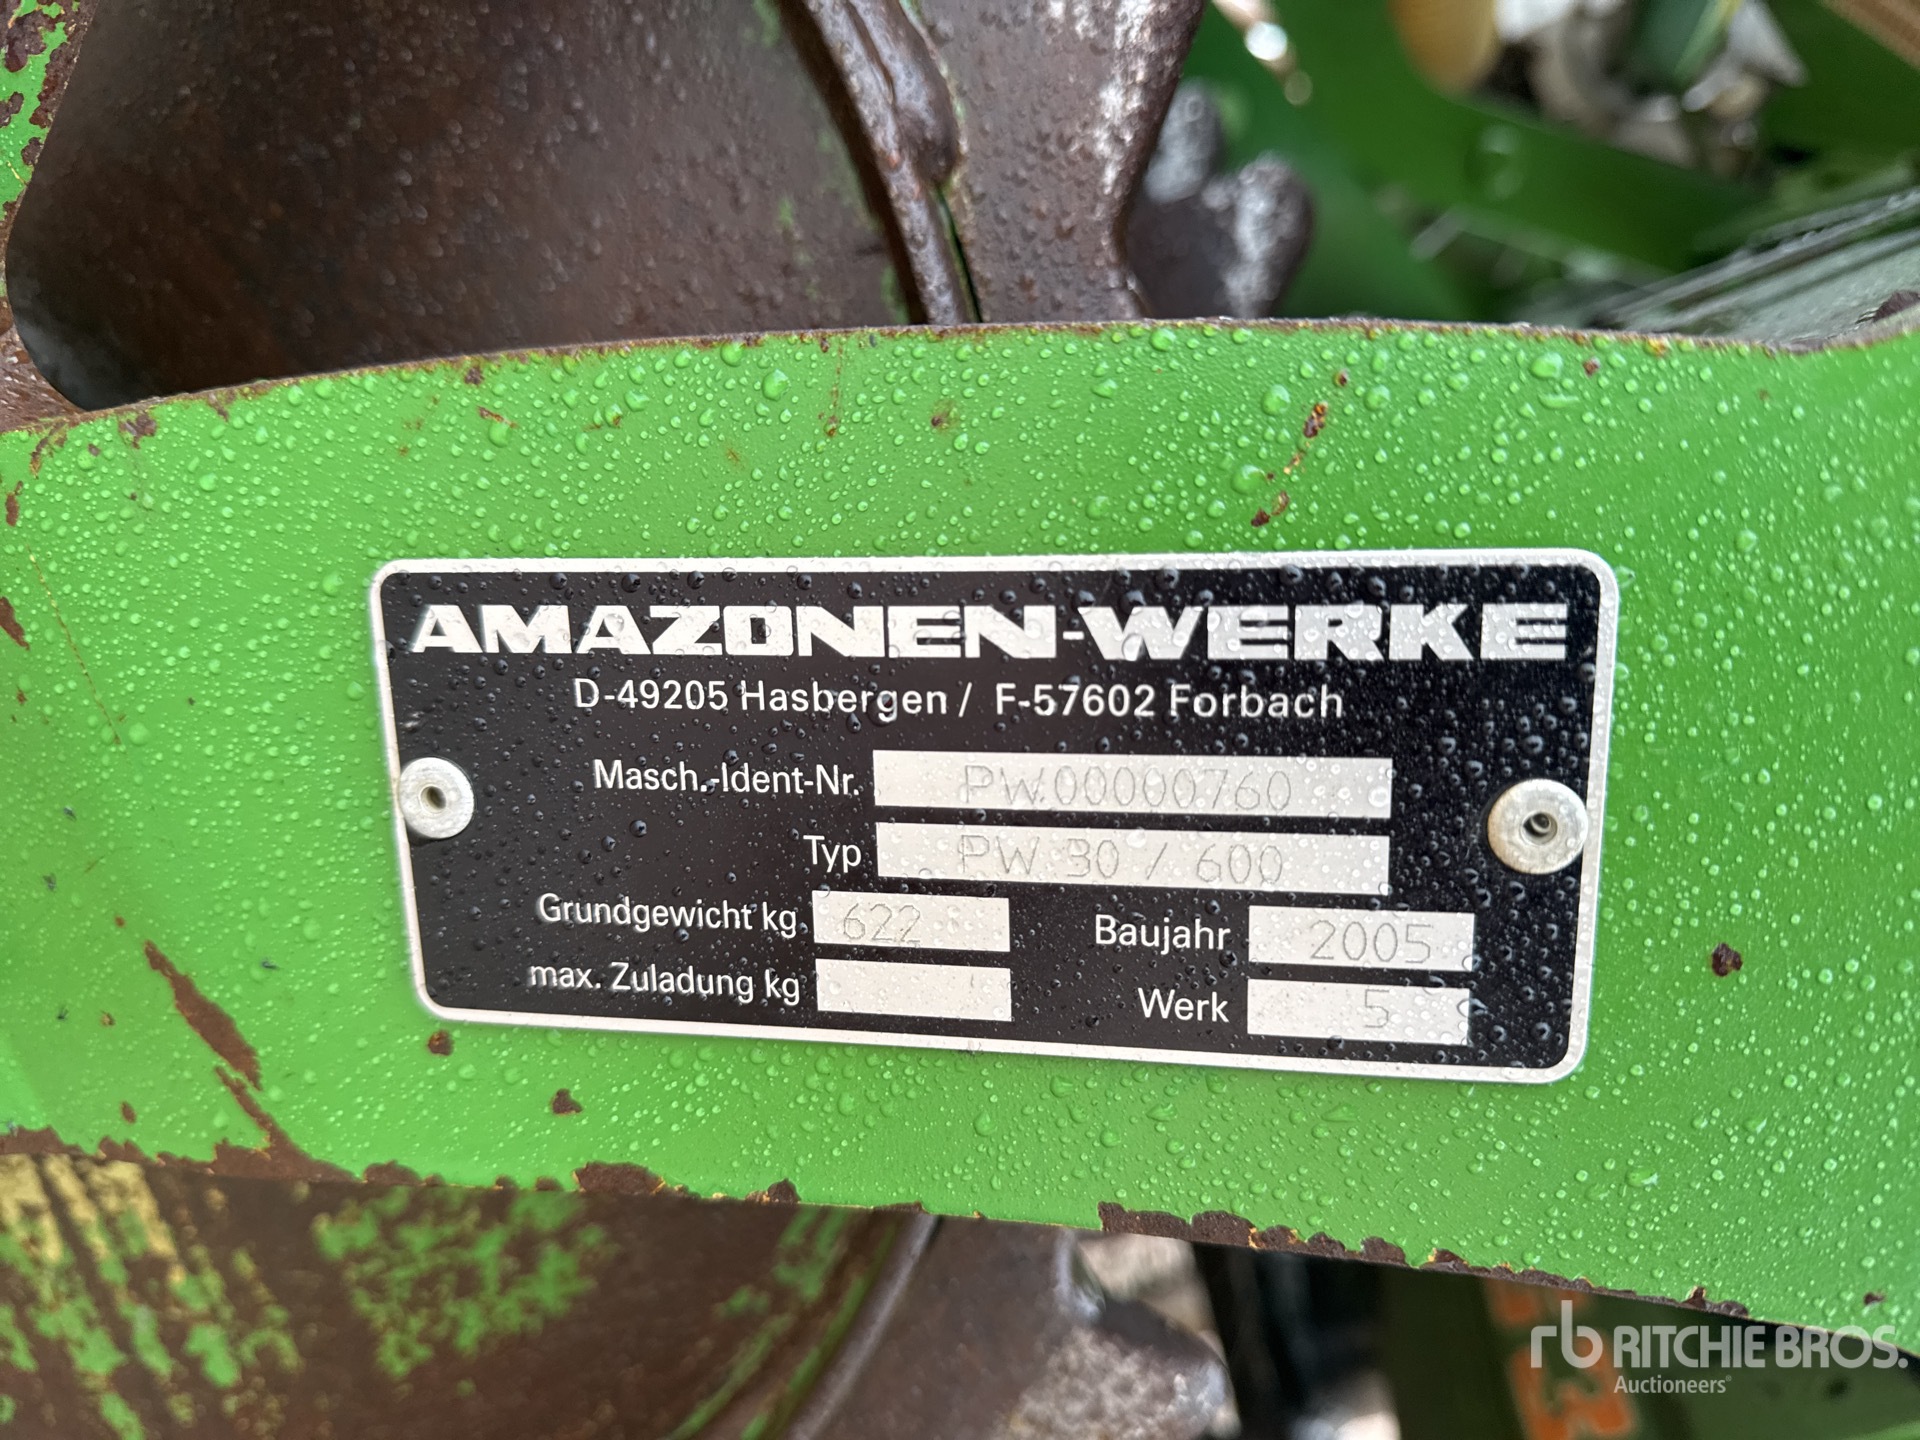 AMAZONEN-WERKE
D-49205 Hasbergen / F-57602 Forbach
Masch.-Ident-Nr. PW00000760
Typ PW 30 / 600
Grundgewicht kg 622
Baujahr 2005
max. Zuladung kg
Werk 5
rb RITCHIE BROS.
Auctioneers